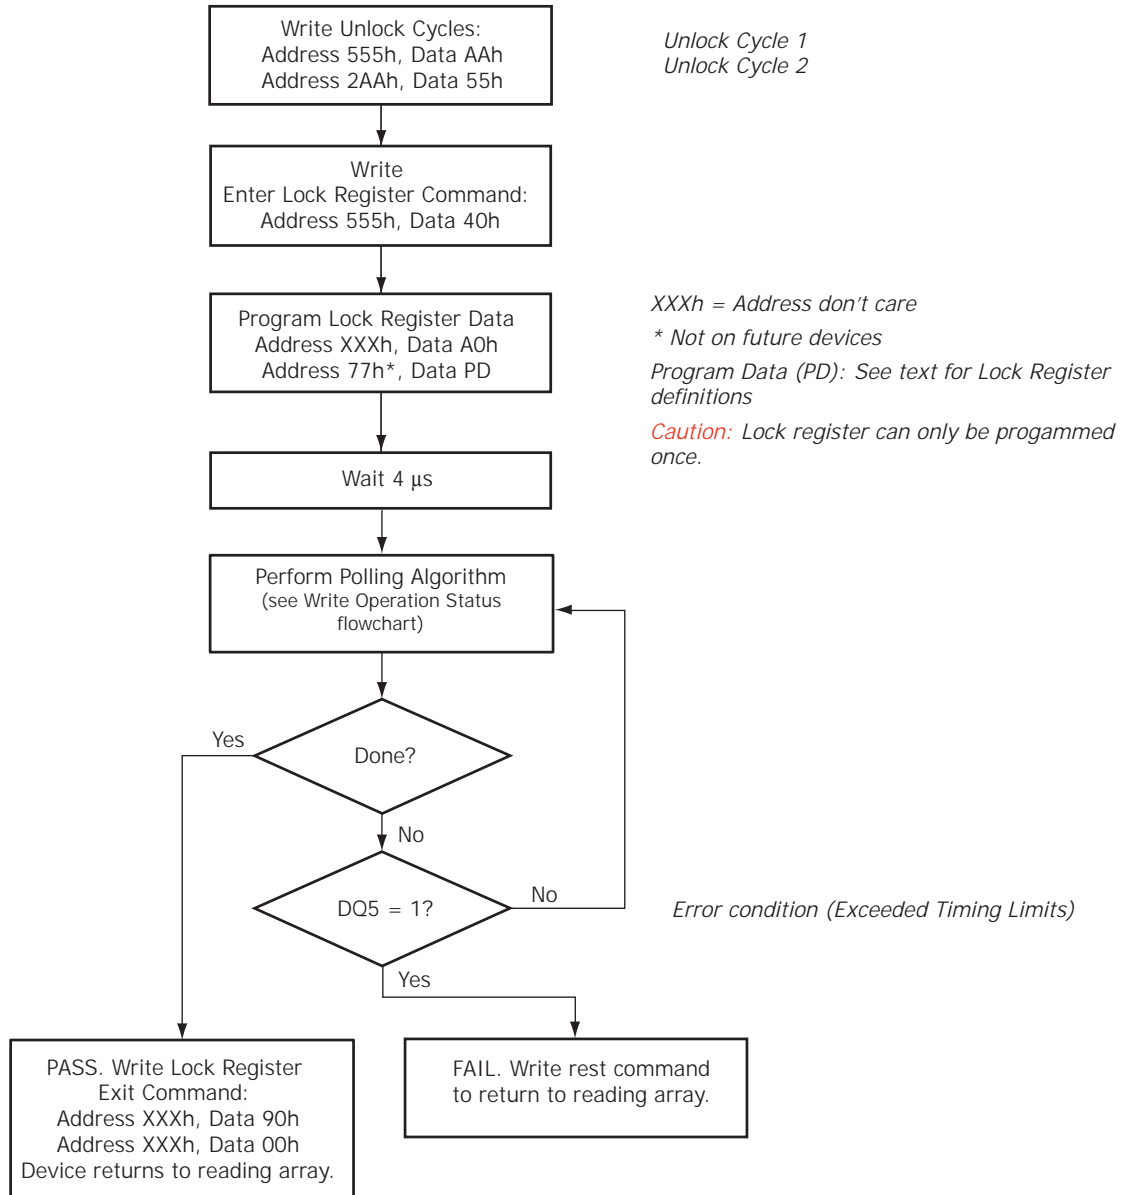 Write Unlock Cycles:
Address 555h, Data AAh
Address 2AAh, Data 55h
Unlock Cycle 1
Unlock Cycle 2
Write
Enter Lock Register Command:
Address 555h, Data 40h
Program Lock Register Data
Address XXXh, Data A0h
Address 77h*, Data PD
XXXh = Address don't care
* Not on future devices
Program Data (PD): See text for Lock Register
definitions
Caution: Lock register can only be progammed
once.
Wait 4 μs
Perform Polling Algorithm
(see Write Operation Status
flowchart)
Yes
Done?
No
DQ5 = 1?
No
Error condition (Exceeded Timing Limits)
Yes
PASS. Write Lock Register
Exit Command:
Address XXXh, Data 90h
Address XXXh, Data 00h
Device returns to reading array.
FAIL. Write rest command
to return to reading array.